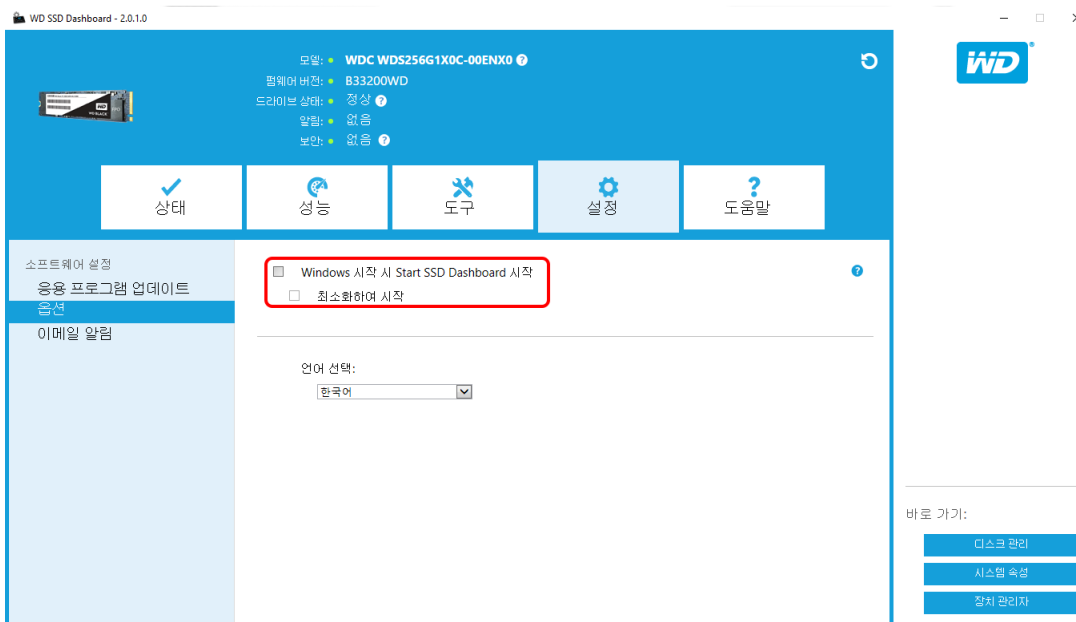 WD SSD Dashboard - 2.0.1.0
모델: WDC WDS256G1X0C-00ENX0 ?
펌웨어 버전: B33200WD
드라이브 상태: 정상 ?
알림: 없음
보안: 없음 ?
WD
상태
성능
도구
설정
? 도움말
소프트웨어 설정
응용 프로그램 업데이트
옵션
이메일 알림
Windows 시작 시 Start SSD Dashboard 시작 ?
최소화하여 시작
언어 선택:
한국어
바로 가기:
디스크 관리
시스템 속성
장치 관리자